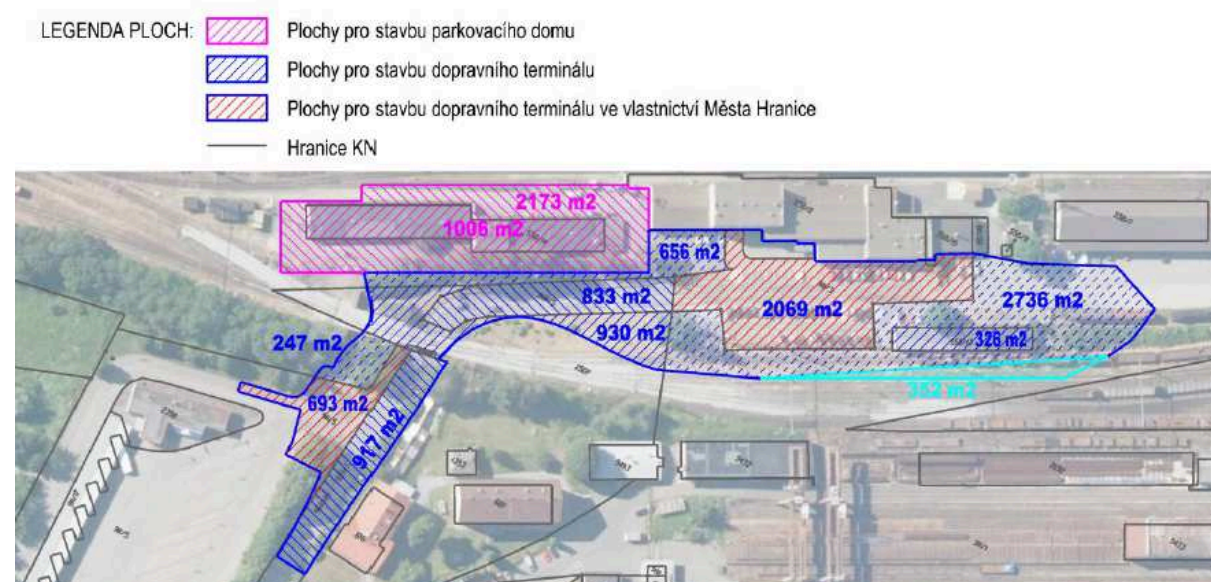 LEGENDA PLOCH:
Plochy pro stavbu parkovacího domu
Plochy pro stavbu dopravního terminálu
Plochy pro stavbu dopravního terminálu ve vlastnictví Města Hranice
Hranice KN
2173 m2
1006 m2
656 m2
833 m2
2736 m2
2069 m2
930 m2
326 m2
247 m2
352 m2
693 m2
917 m2